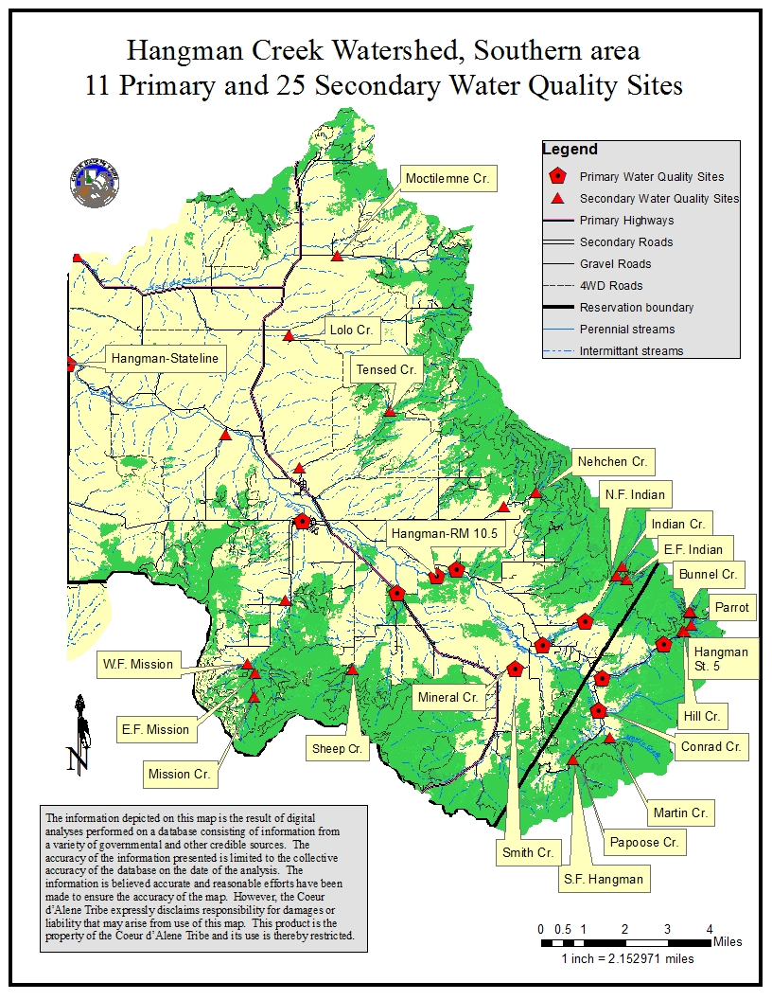 Hangman Creek Watershed, Southern area
11 Primary and 25 Secondary Water Quality Sites
Legend
Primary Water Quality Sites
Secondary Water Quality Sites
Primary Highways
Secondary Roads
Gravel Roads
4WD Roads
Reservation boundary
Perennial streams
Intermittant streams
Moctilemne Cr.
Lolo Cr.
Hangman-Stateline
Tensed Cr.
Nehchen Cr.
N.F. Indian
Hangman-RM 10.5
Indian Cr.
E.F. Indian
Bunnel Cr.
Parrot
Hangman
St. 5
W.F. Mission
Mineral Cr.
Hill Cr.
E.F. Mission
Sheep Cr.
Conrad Cr.
Mission Cr.
N
Martin Cr.
Papoose Cr.
Smith Cr.
S.F. Hangman
The information depicted on this map is the result of digital
analyses performed on a database consisting of information from
a variety of governmental and other credible sources. The
accuracy of the information presented is limited to the collective
accuracy of the database on the date of the analysis. The
information is believed accurate and reasonable efforts have been
made to ensure the accuracy of the map. However, the Coeur
d'Alene Tribe expressly disclaims responsibility for damages or
liability that may arise from use of this map. This product is the
property of the Coeur d'Alene Tribe and its use is thereby restricted.
0 0.5 1 2 3 4
Miles
1 inch = 2.152971 miles